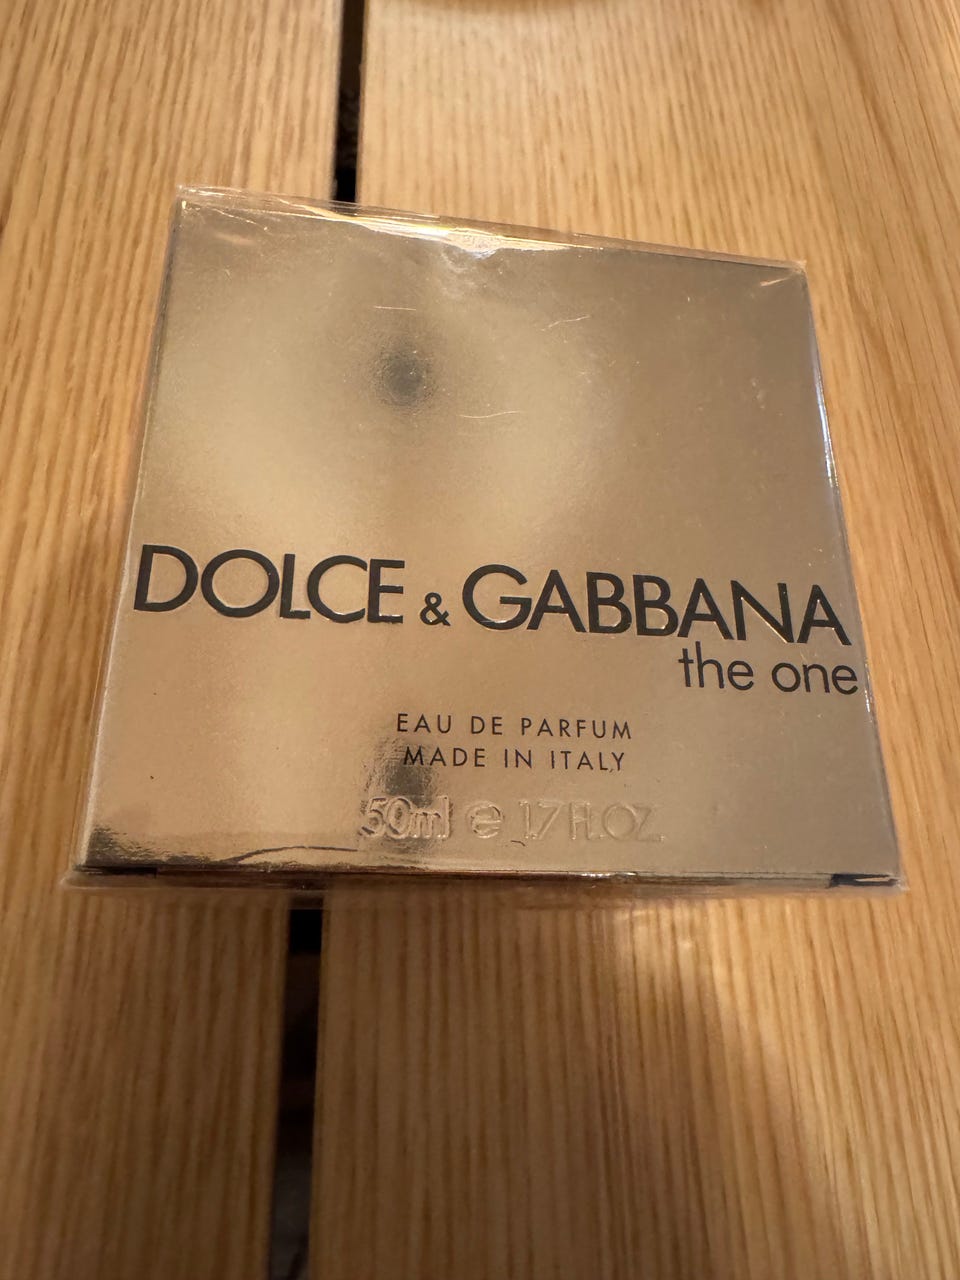 DOLCE & GABBANA
the one
EAU DE PARFUM
MADE IN ITALY
50ml e 1.7 FL.OZ.